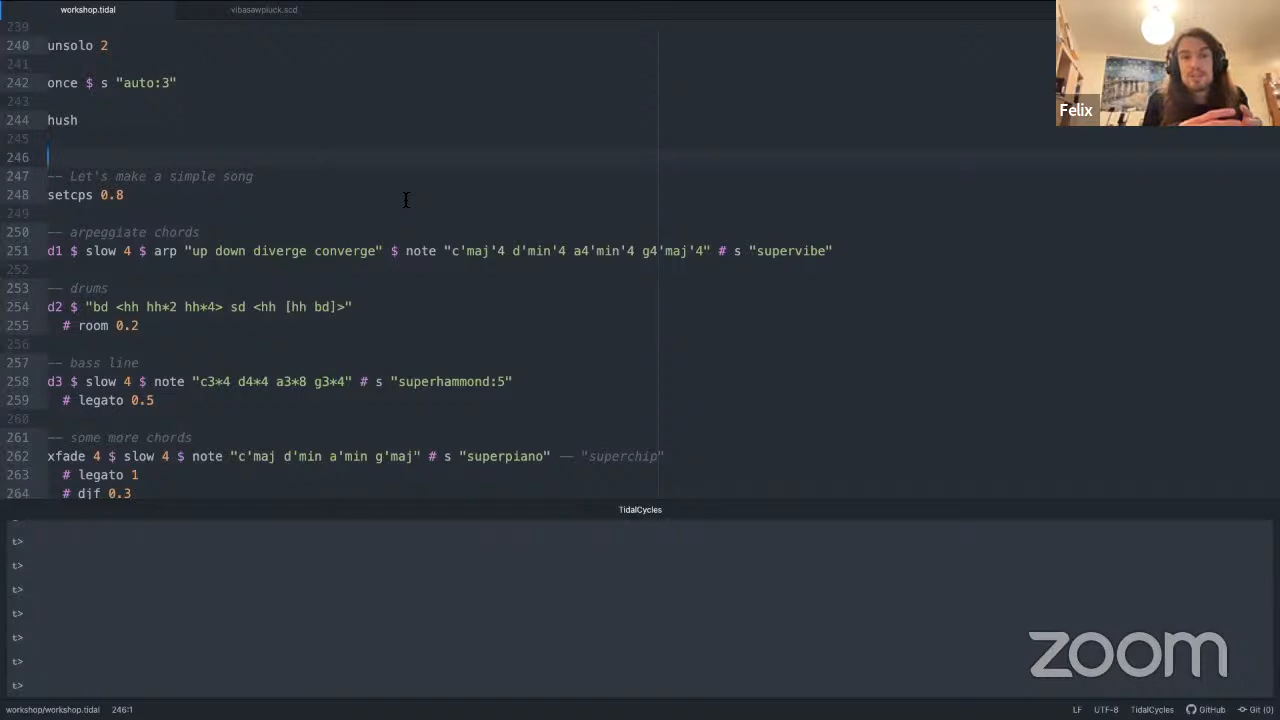 workshop.tidal
vibasawpluck.scd
239
240 unsolo 2
241
242 once $ s "auto:3"
243
244 hush
245
246
247 -- Let's make a simple song
248 setcps 0.8
249
250 -- arpeggiate chords
251 d1 $ slow 4 $ arp "up down diverge converge" $ note "c'maj'4 d'min'4 a4'min'4 g4'maj'4" # s "supervibe"
252
253 -- drums
254 d2 $ "bd <hh hh*2 hh*4> sd <hh [hh bd]>"
255 # room 0.2
256
257 -- bass line
258 d3 $ slow 4 $ note "c3*4 d4*4 a3*8 g3*4" # s "superhammond:5"
259 # legato 0.5
260
261 -- some more chords
262 xfade 4 $ slow 4 $ note "c'maj d'min a'min g'maj" # s "superpiano" -- "superchip"
263 # legato 1
264 # djf 0.3
Felix
TidalCycles
t>
t>
t>
t>
t>
t>
t>
zoom
workshop/workshop.tidal 246:1
LF UTF-8 TidalCycles GitHub Git (0)